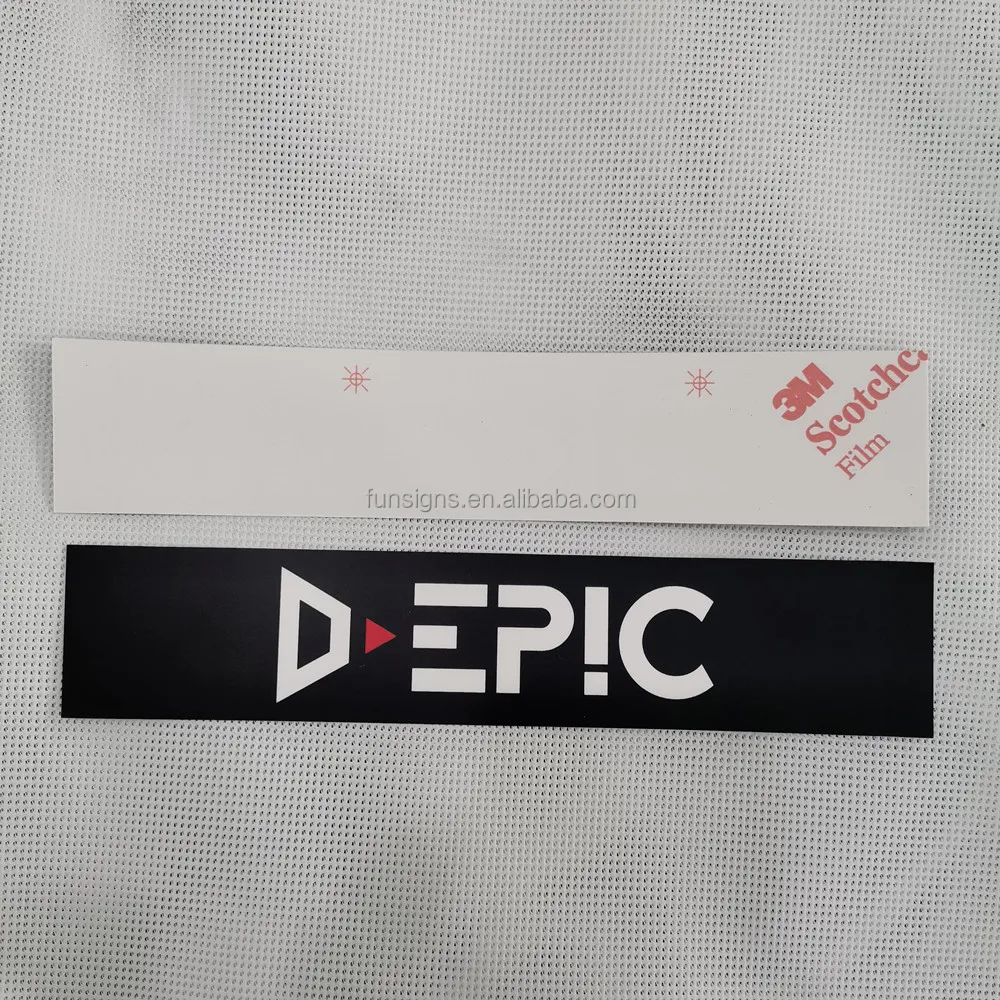 3M
Scotchc
Film
funsigns.en.alibaba.com
D EP!C